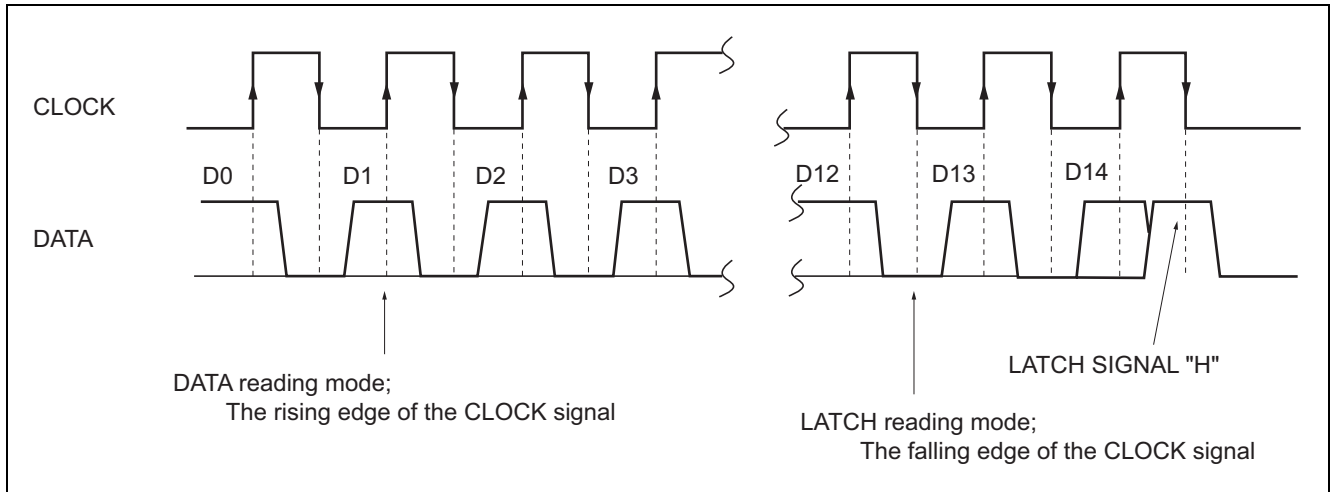 CLOCK
D0 D1 D2 D3 D12 D13 D14
DATA
LATCH SIGNAL "H"
DATA reading mode;
The rising edge of the CLOCK signal
LATCH reading mode;
The falling edge of the CLOCK signal